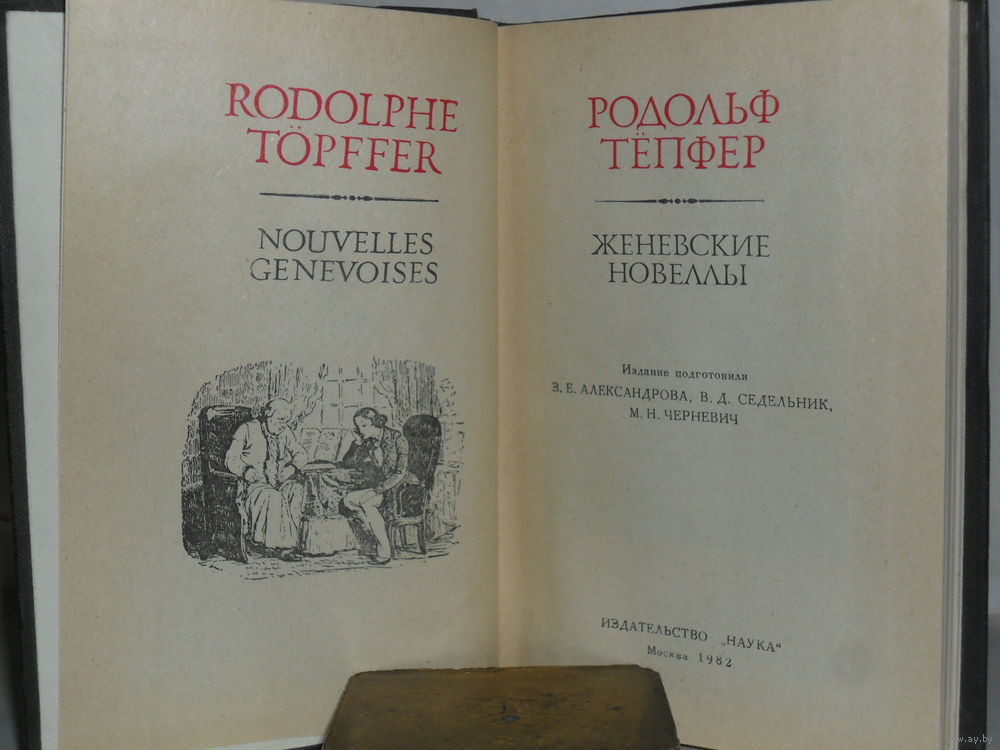 RODOLPHE
TÖPFFER
NOUVELLES
GENEVOISES
РОДОЛЬФ
ТЁПФЕР
ЖЕНЕВСКИЕ
НОВЕЛЛЫ
Издание подготовили
З. Е. АЛЕКСАНДРОВА, В. Д. СЕДЕЛЬНИК,
М. Н. ЧЕРНЕВИЧ
ИЗДАТЕЛЬСТВО „НАУКА“
Москва 1982